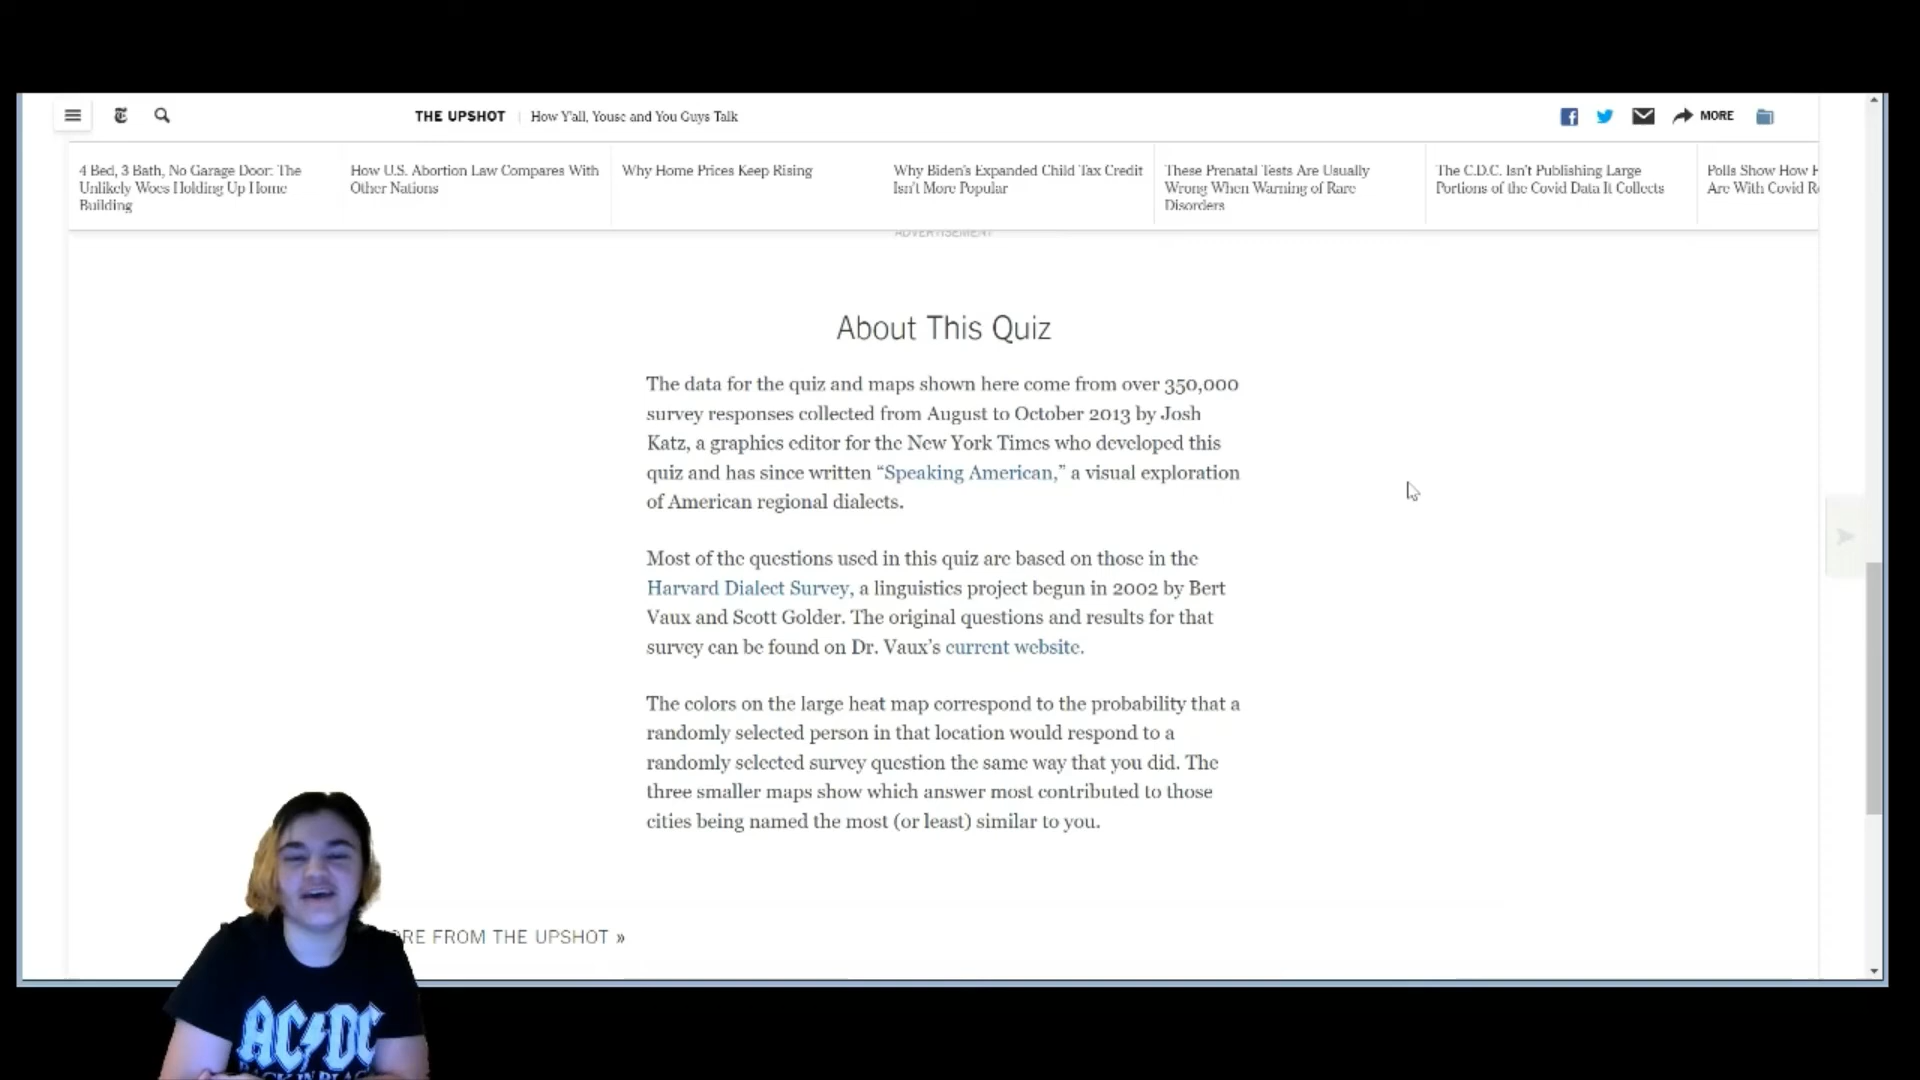 THE UPSHOT | How Y'all, Youse and You Guys Talk
MORE
4 Bed, 3 Bath, No Garage Door: The
Unlikely Woes Holding Up Home
Building
How U.S. Abortion Law Compares With
Other Nations
Why Home Prices Keep Rising
Why Biden's Expanded Child Tax Credit
Isn't More Popular
These Prenatal Tests Are Usually
Wrong When Warning of Rare
Disorders
The C.D.C. Isn't Publishing Large
Portions of the Covid Data It Collects
Polls Show How
Are With Covid
ADVERTISEMENT
About This Quiz
The data for the quiz and maps shown here come from over 350,000
survey responses collected from August to October 2013 by Josh
Katz, a graphics editor for the New York Times who developed this
quiz and has since written “Speaking American,” a visual exploration
of American regional dialects.
Most of the questions used in this quiz are based on those in the
Harvard Dialect Survey, a linguistics project begun in 2002 by Bert
Vaux and Scott Golder. The original questions and results for that
survey can be found on Dr. Vaux’s current website.
The colors on the large heat map correspond to the probability that a
randomly selected person in that location would respond to a
randomly selected survey question the same way that you did. The
three smaller maps show which answer most contributed to those
cities being named the most (or least) similar to you.
ORE FROM THE UPSHOT »
AC DC
BACK IN BLACK